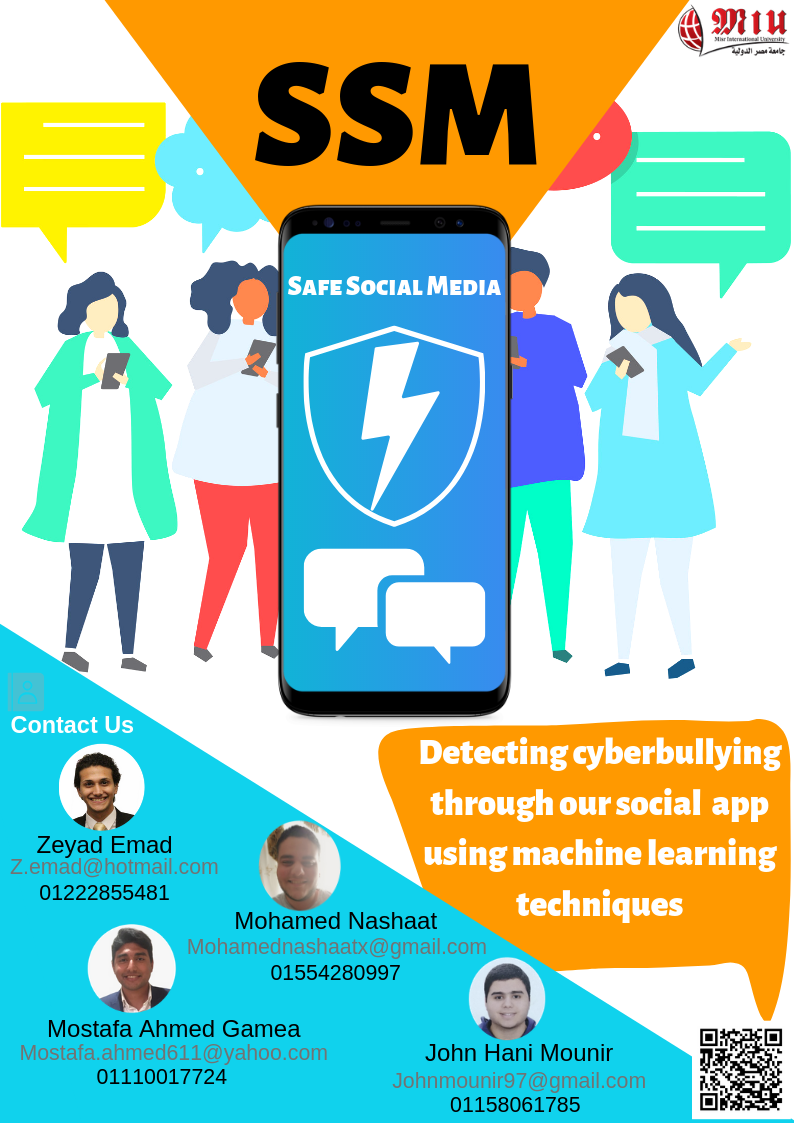 MIU
Misr International University
جامعة مصر الدولية
SSM
Safe Social Media
Contact Us
Zeyad Emad
Z.emad@hotmail.com
01222855481
Mohamed Nashaat
Mohamednashaatx@gmail.com
01554280997
Mostafa Ahmed Gamea
Mostafa.ahmed611@yahoo.com
01110017724
John Hani Mounir
Johnmounir97@gmail.com
01158061785
Detecting cyberbullying
through our social app
using machine learning
techniques